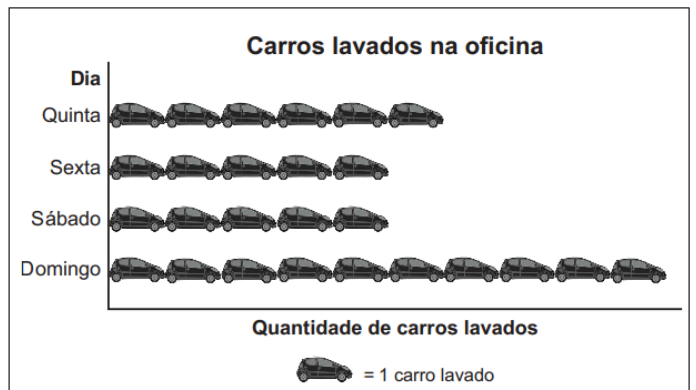 Carros lavados na oficina
Dia
Quinta
Sexta
Sábado
Domingo
Quantidade de carros lavados
= 1 carro lavado